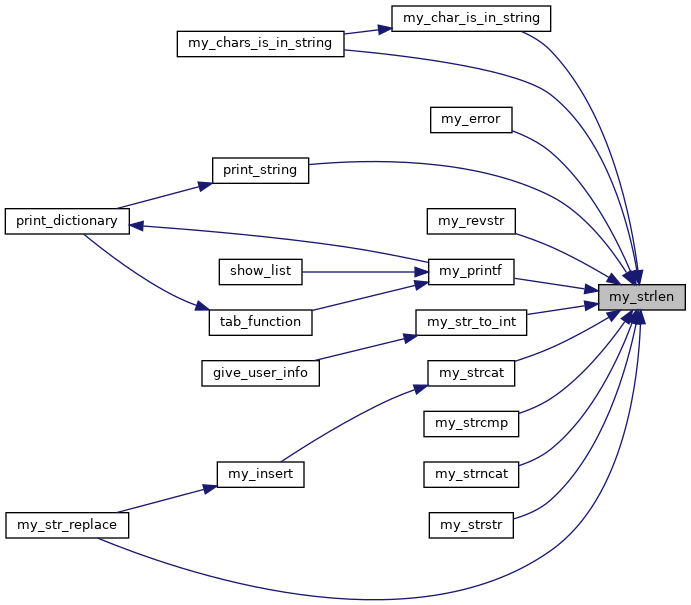 my_char_is_in_string
my_chars_is_in_string
my_error
print_string
print_dictionary
my_revstr
show_list
my_printf
my_strlen
tab_function
my_str_to_int
give_user_info
my_strcat
my_strcmp
my_insert
my_strncat
my_str_replace
my_strstr